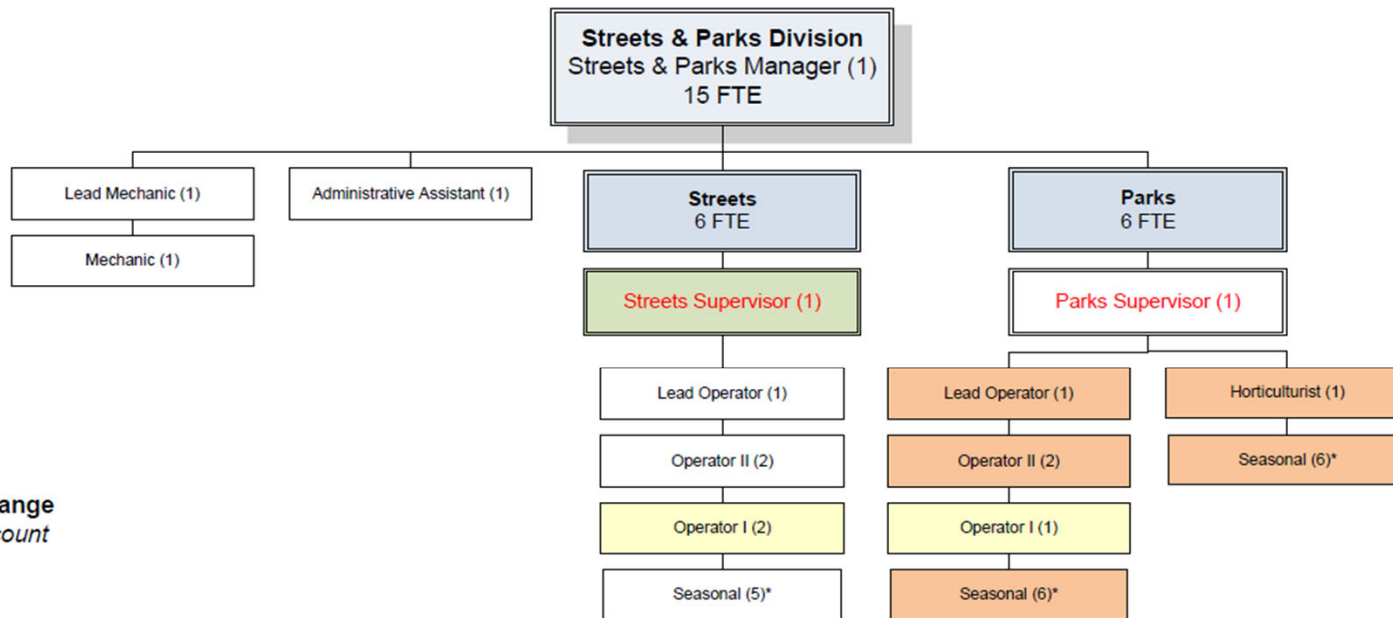 Streets & Parks Division
Streets & Parks Manager (1)
15 FTE
Lead Mechanic (1)
Mechanic (1)
Administrative Assistant (1)
Streets
6 FTE
Streets Supervisor (1)
Lead Operator (1)
Operator II (2)
Operator I (2)
Seasonal (5)*
Parks
6 FTE
Parks Supervisor (1)
Lead Operator (1)
Operator II (2)
Operator I (1)
Seasonal (6)*
Horticulturist (1)
Seasonal (6)*